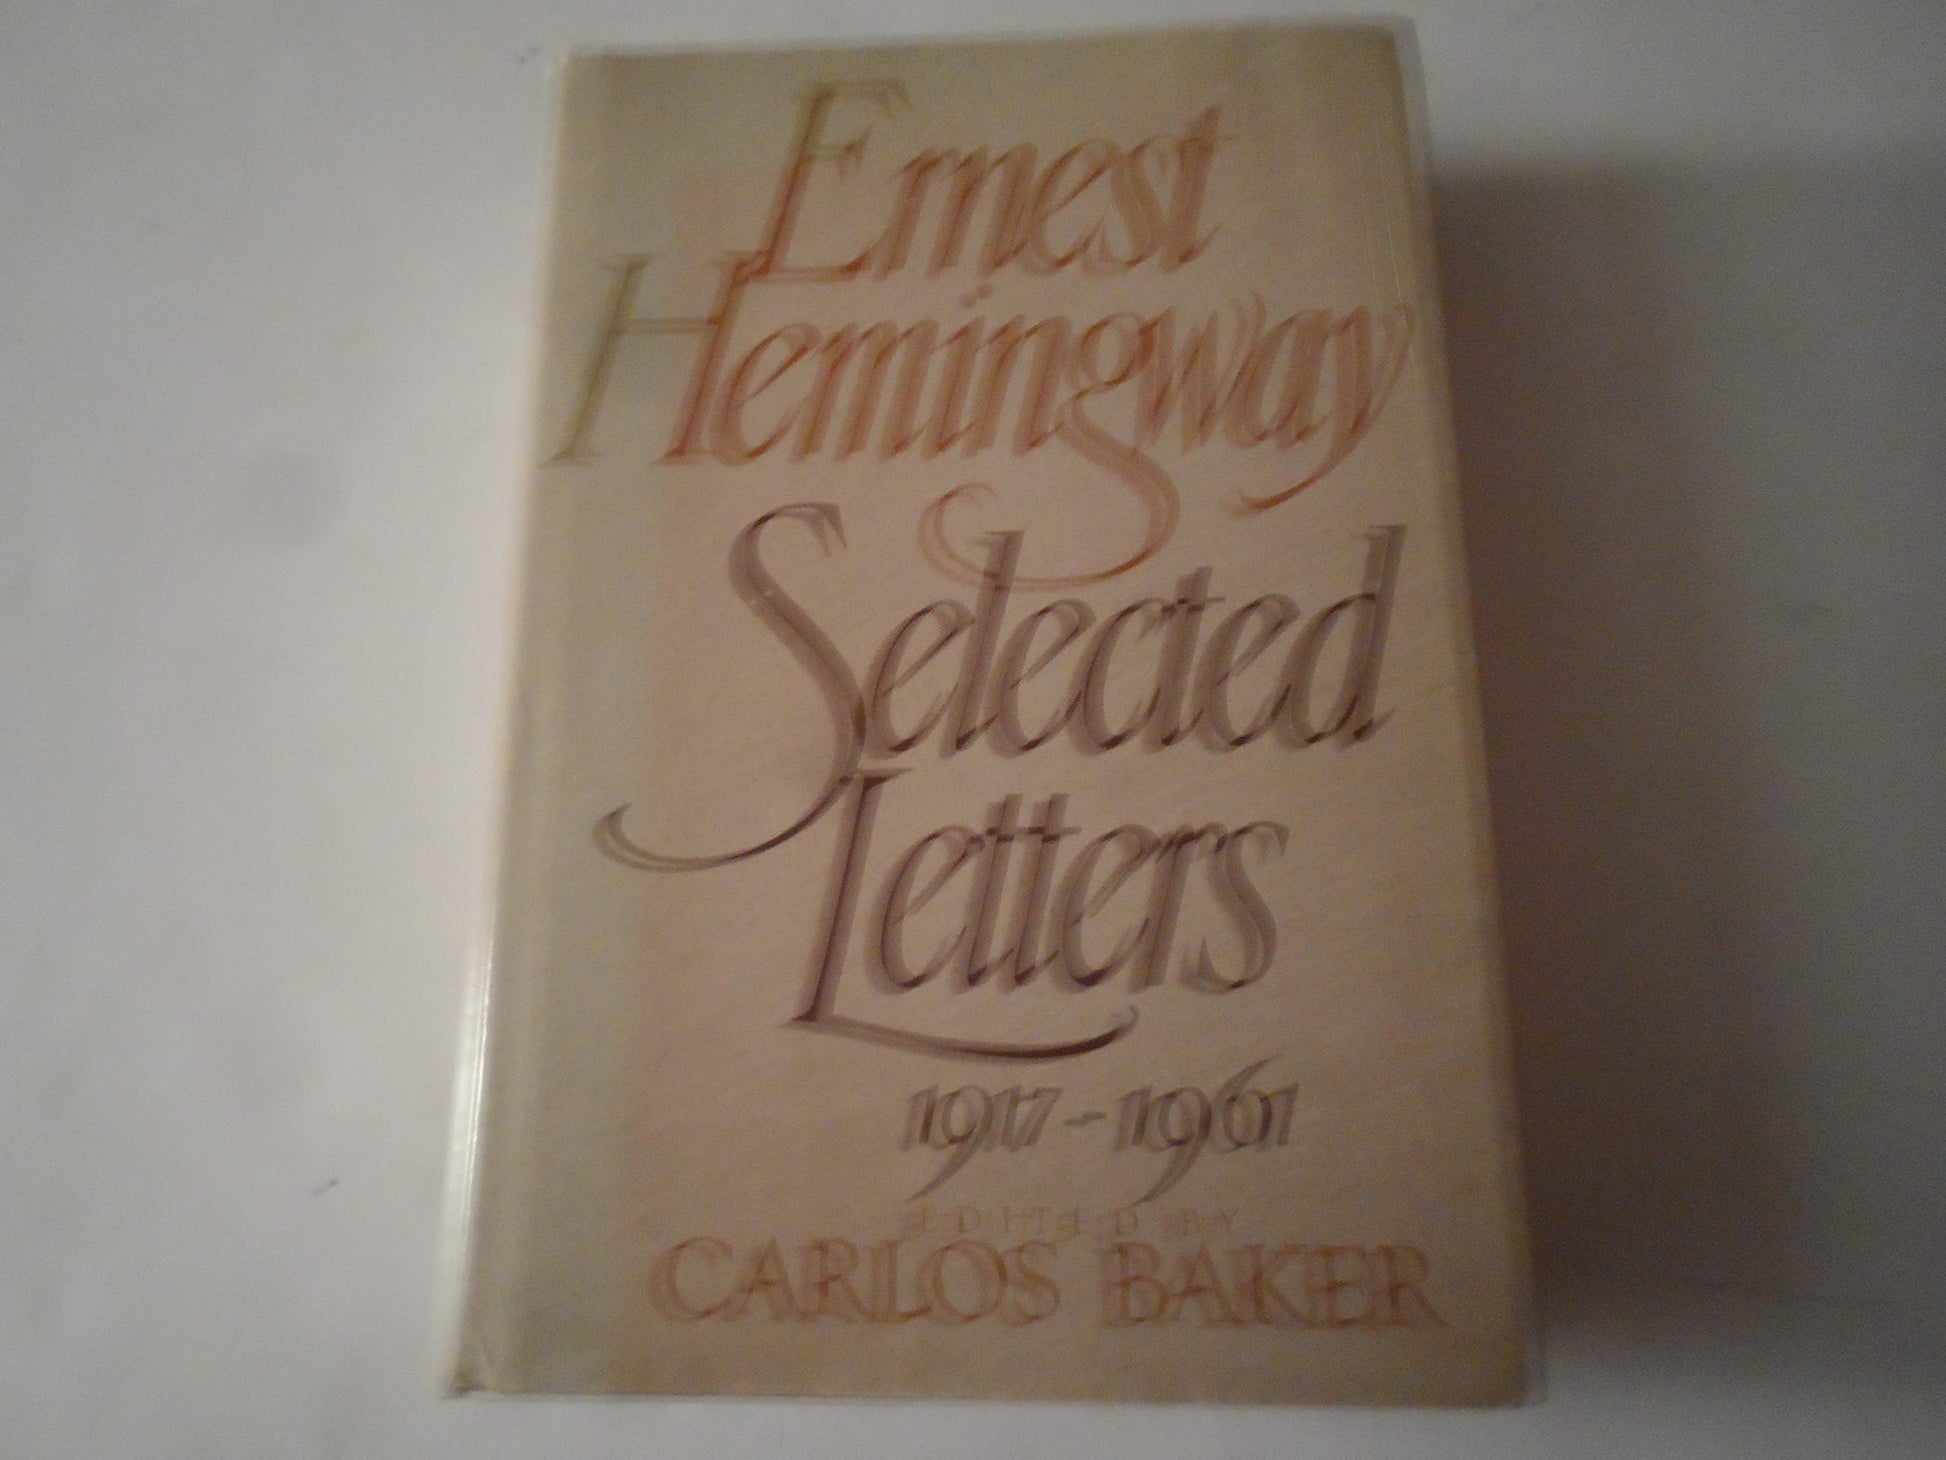 Ernest
Hemingway
Selected
Letters
1917-1961
EDITED BY
CARLOS BAKER